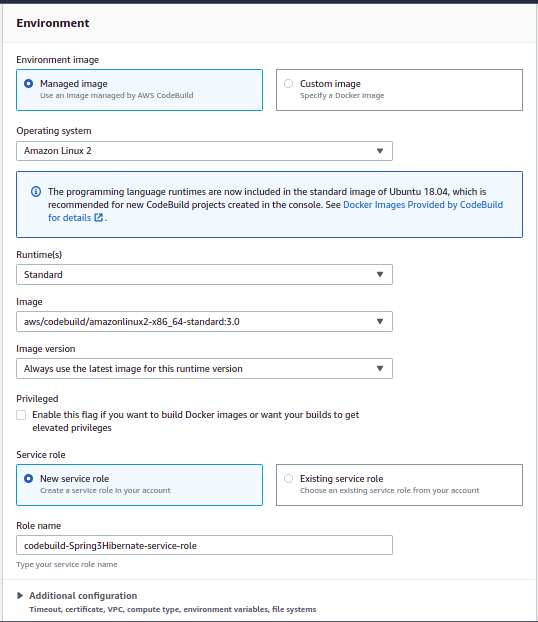 Environment
Environment image
Managed image
Use an image managed by AWS CodeBuild
Custom image
Specify a Docker image
Operating system
Amazon Linux 2
The programming language runtimes are now included in the standard image of Ubuntu 18.04, which is
recommended for new CodeBuild projects created in the console. See Docker Images Provided by CodeBuild
for details .
Runtime(s)
Standard
Image
aws/codebuild/amazonlinux2-x86_64-standard:3.0
Image version
Always use the latest image for this runtime version
Privileged
Enable this flag if you want to build Docker images or want your builds to get
elevated privileges
Service role
New service role
Create a service role in your account
Existing service role
Choose an existing service role from your account
Role name
codebuild-Spring3Hibernate-service-role
Type your service role name
Additional configuration
Timeout, certificate, VPC, compute type, environment variables, file systems